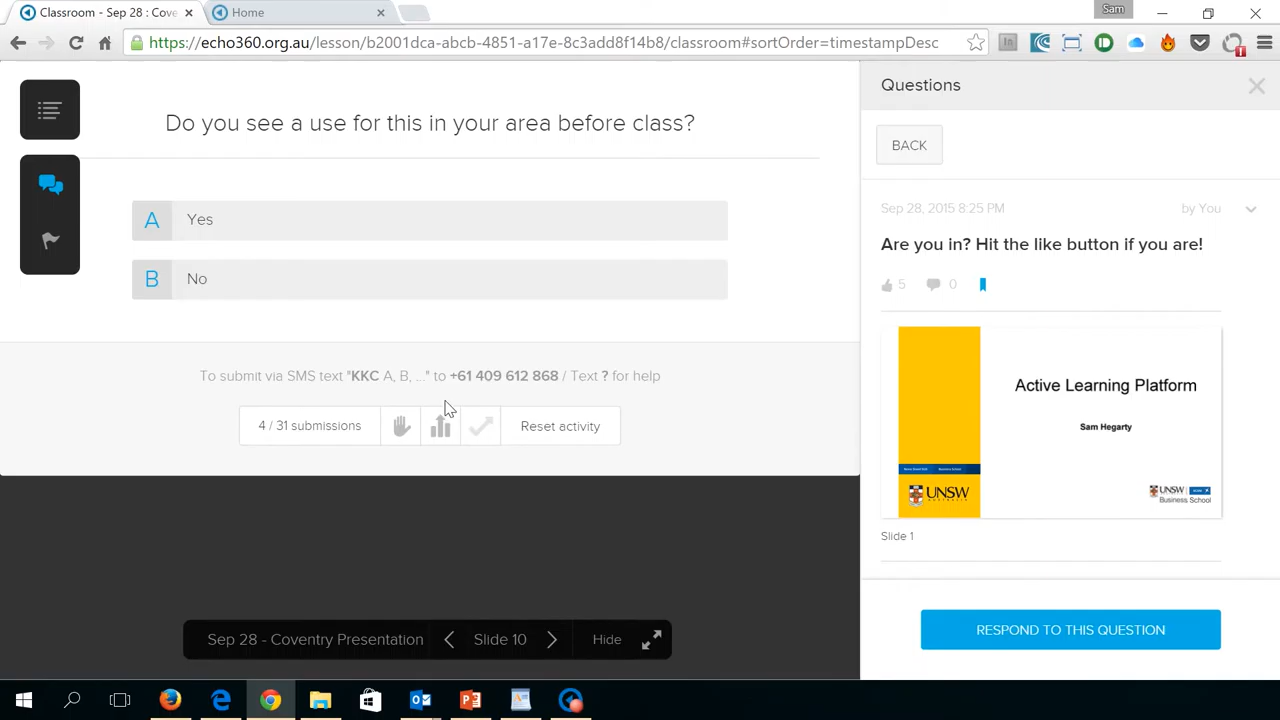 Classroom - Sep 28 : Cove
Home
Sam
https://echo360.org.au/lesson/b2001dca-abcb-4851-a17e-8c3add8f14b8/classroom#sortOrder=timestampDesc
Do you see a use for this in your area before class?
A Yes
B No
To submit via SMS text "KKC A, B, ..." to +61 409 612 868 / Text ? for help
4 / 31 submissions
Reset activity
Sep 28 - Coventry Presentation
Slide 10
Hide
Questions
BACK
Sep 28, 2015 8:25 PM
by You
Are you in? Hit the like button if you are!
5
0
Active Learning Platform
Sam Hegarty
UNSW
UNSW
Business School
Slide 1
RESPOND TO THIS QUESTION